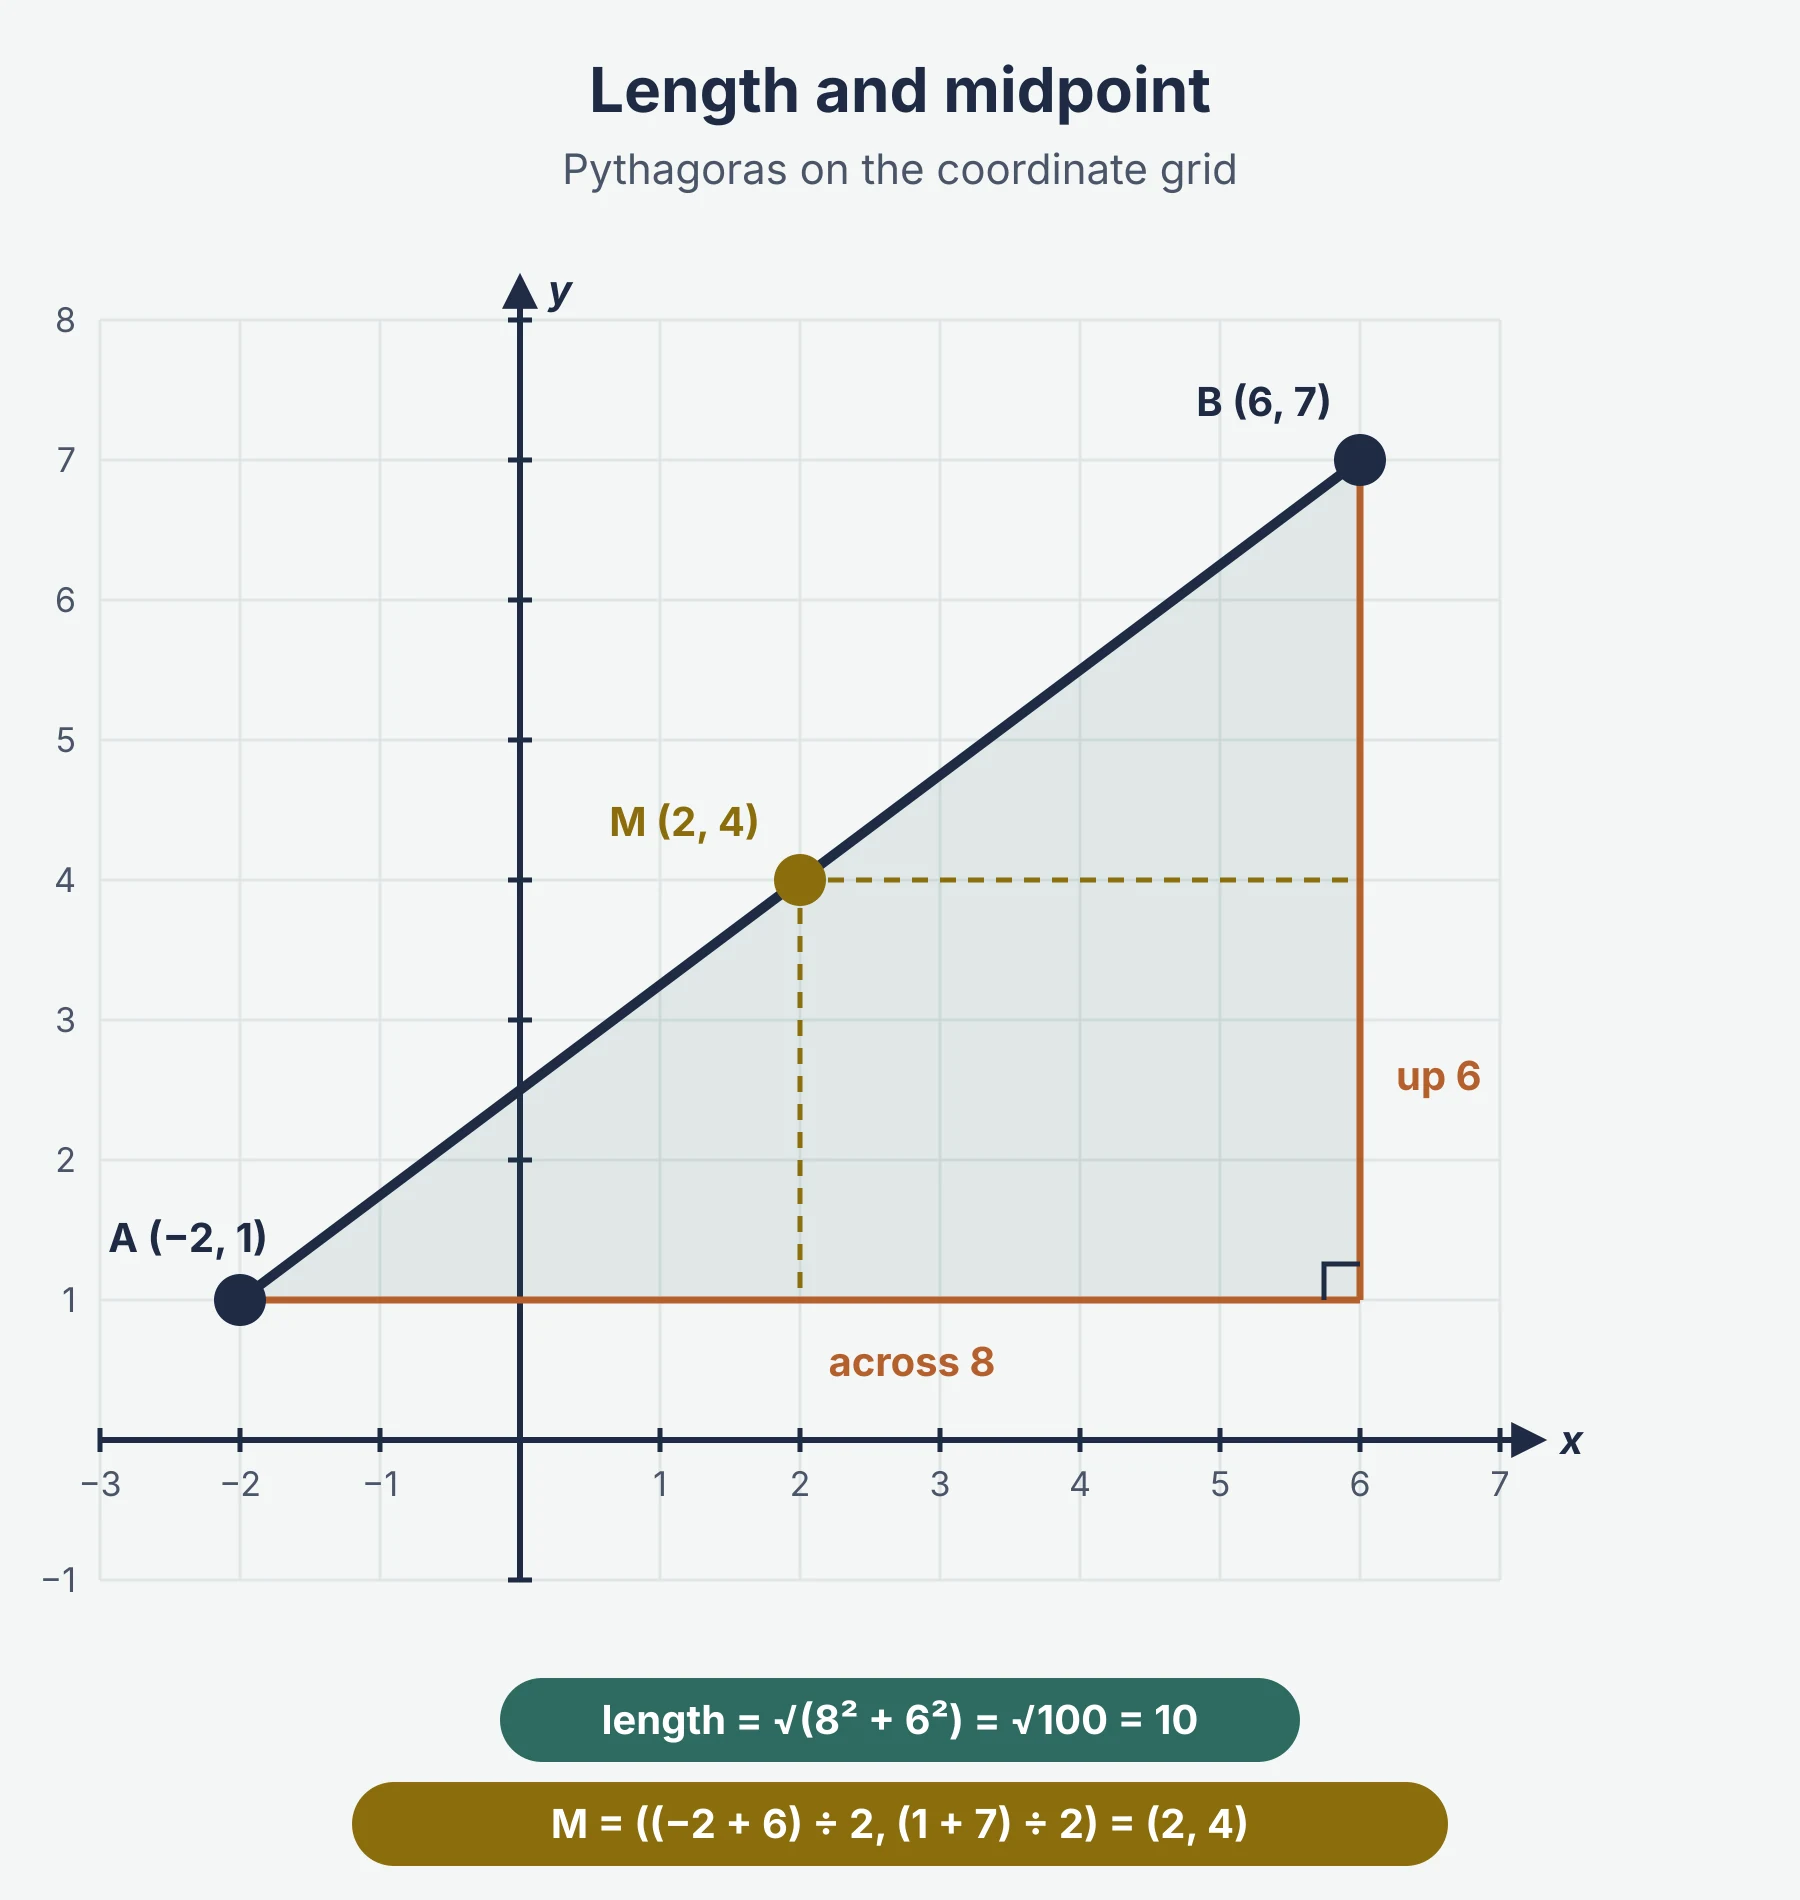 Length and midpoint
Pythagoras on the coordinate grid
y
8
B (6, 7)
7
6
5
M (2, 4)
4
3
up 6
2
A (−2, 1)
1
across 8
x
−3 −2 −1 1 2 3 4 5 6 7
−1
length = √(8² + 6²) = √100 = 10
M = ((−2 + 6) ÷ 2, (1 + 7) ÷ 2) = (2, 4)